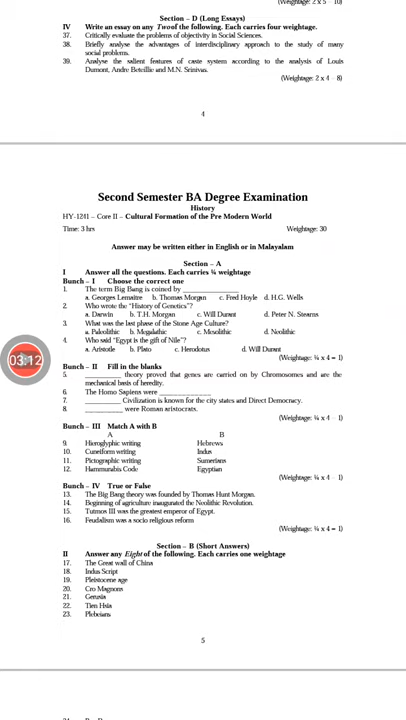 (Weightage: 2 x 5 – 10)
Section – D (Long Essays)
IV Write an essay on any Two of the following. Each carries four weightage.
37. Critically evaluate the problems of objectivity in Social Sciences.
38. Briefly analyse the advantages of interdisciplinary approach to the study of many
social problems.
39. Analyse the salient features of caste system according to the analysis of Louis
Dumont, Andre Beteillie and M.N. Srinivas.
(Weightage: 2 x 4 – 8)
4
Second Semester BA Degree Examination
History
HY-1241 – Core II – Cultural Formation of the Pre Modern World
Time: 3 hrs Weightage: 30
Answer may be written either in English or in Malayalam
Section – A
I Answer all the questions. Each carries ¼ weightage
Bunch – I Choose the correct one
1. The term Big Bang is coined by ______________
a. Georges Lemaitre b. Thomas Morgan c. Fred Hoyle d. H.G. Wells
2. Who wrote the "History of Genetics"?
a. Darwin b. T.H. Morgan c. Will Durant d. Peter N. Stearns
3. What was the last phase of the Stone Age Culture?
a. Paleolithic b. Megalathic c. Mesolithic d. Neolithic
4. Who said "Egypt is the gift of Nile"?
a. Aristotle b. Plato c. Herodotus d. Will Durant
(Weightage: ¼ x 4 = 1)
03:12
Bunch – II Fill in the blanks
5. _________ theory proved that genes are carried on by Chromosomes and are the
mechanical basis of heredity.
6. The Homo Sapiens were _____________
7. _________ Civilization is known for the city states and Direct Democracy.
8. _________ were Roman aristocrats.
(Weightage: ¼ x 4 – 1)
Bunch – III Match A with B
A B
9. Hieroglyphic writing Hebrews
10. Cuneiform writing Indus
11. Pictographic writing Sumerians
12. Hammurabis Code Egyptian
(Weightage: ¼ x 4 – 1)
Bunch – IV True or False
13. The Big Bang theory was founded by Thomas Hunt Morgan.
14. Beginning of agriculture inaugurated the Neolithic Revolution.
15. Tutmos III was the greatest emperor of Egypt.
16. Feudalism was a socio religious reform
(Weightage: ¼ x 4 = 1)
Section – B (Short Answers)
II Answer any Eight of the following. Each carries one weightage
17. The Great wall of China
18. Indus Script
19. Pleistocene age
20. Cro Magnons
21. Gerusia
22. Tien Hsia
23. Plebeians
5